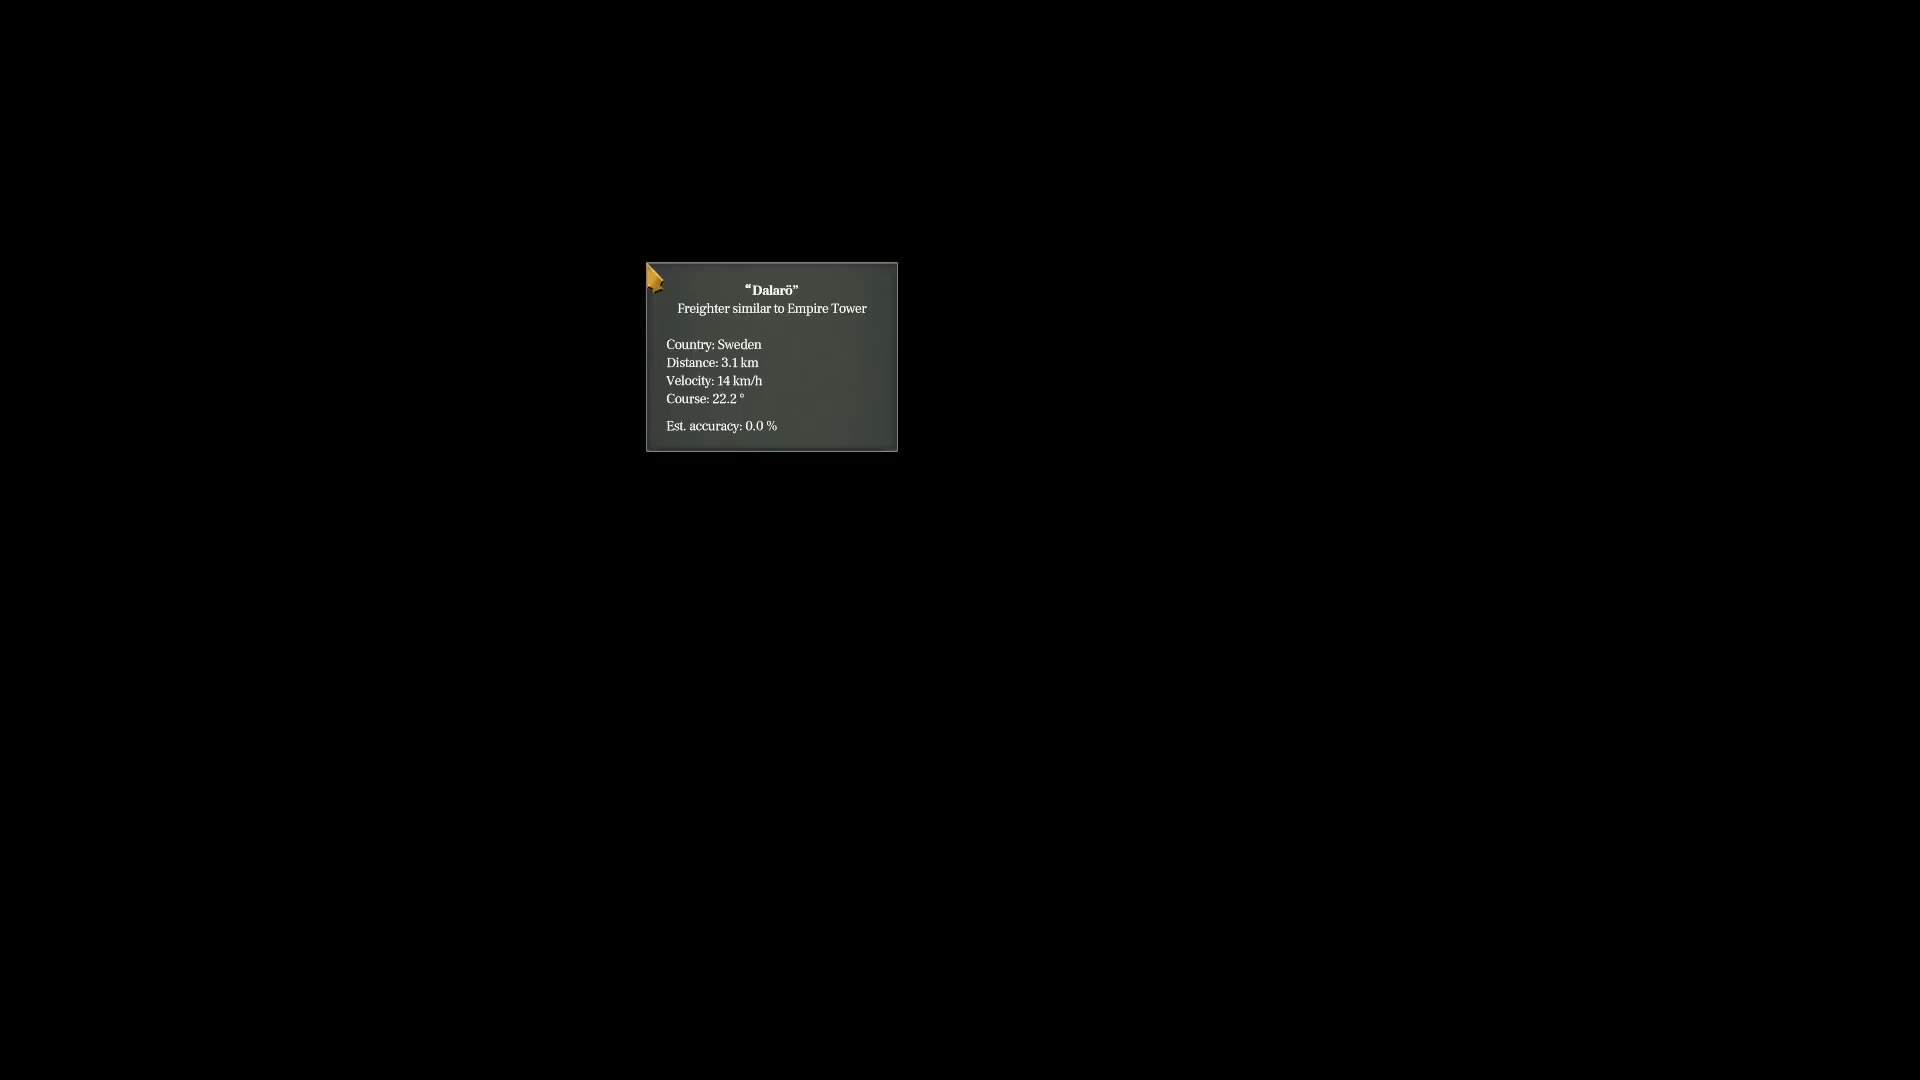 “Dalarö”
Freighter similar to Empire Tower
Country: Sweden
Distance: 3.1 km
Velocity: 14 km/h
Course: 22.2 °
Est. accuracy: 0.0 %